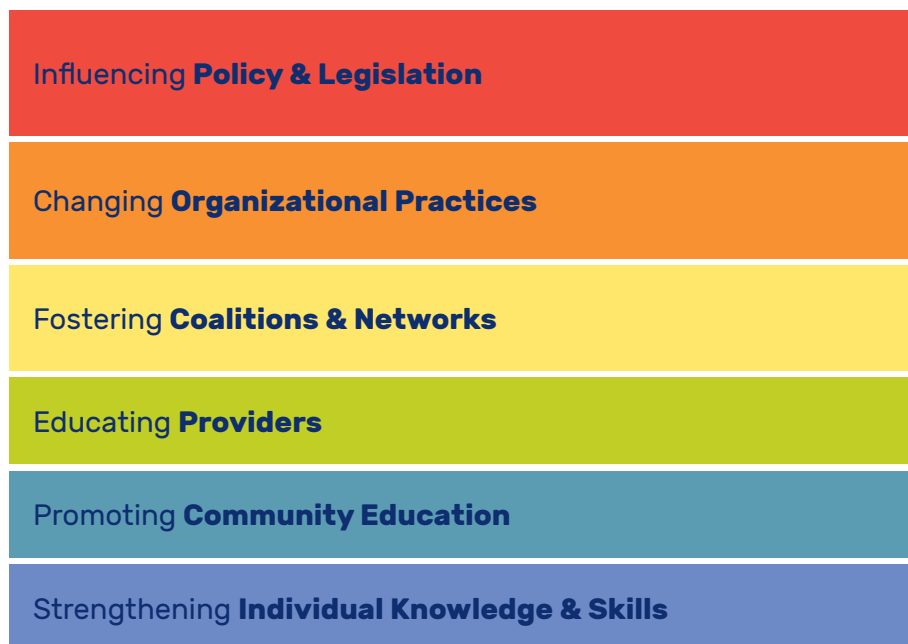 Influencing Policy & Legislation
Changing Organizational Practices
Fostering Coalitions & Networks
Educating Providers
Promoting Community Education
Strengthening Individual Knowledge & Skills